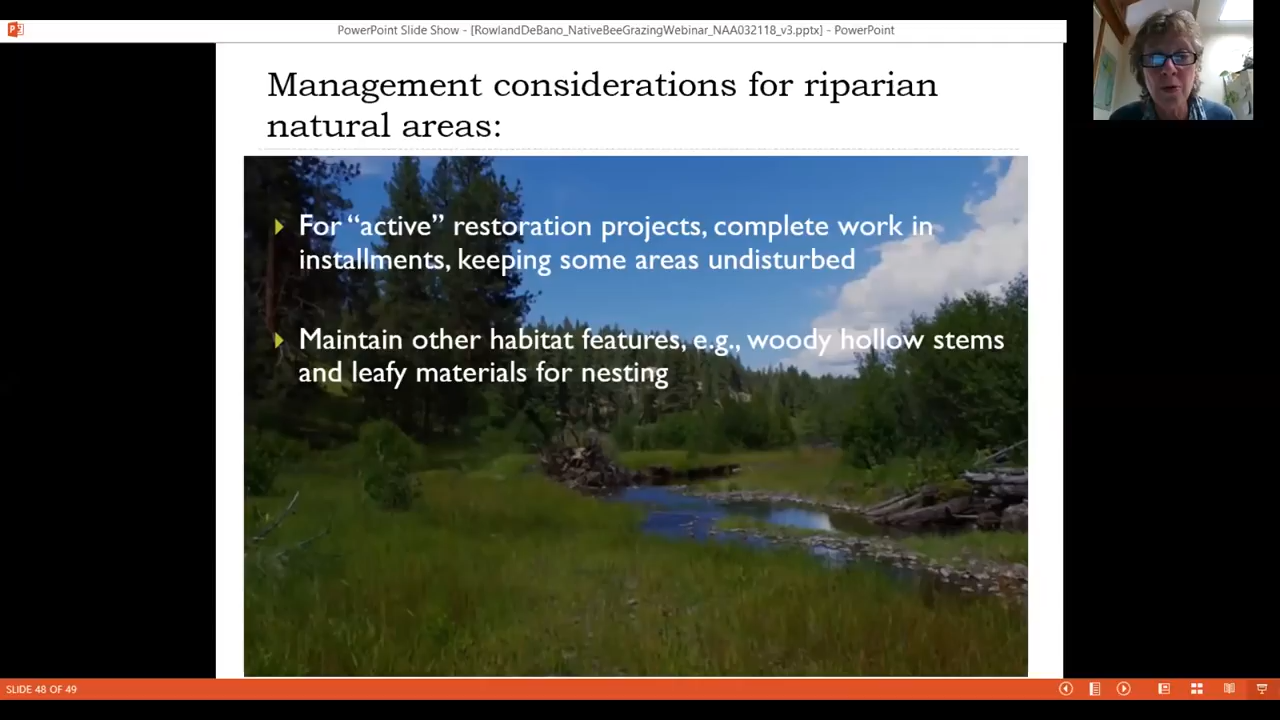 PowerPoint Slide Show - [RowlandDeBano_NativeBeeGrazingWebinar_NAA032118_v3.pptx] - PowerPoint
Management considerations for riparian
natural areas:
For “active” restoration projects, complete work in
installments, keeping some areas undisturbed
Maintain other habitat features, e.g., woody hollow stems
and leafy materials for nesting
SLIDE 48 OF 49